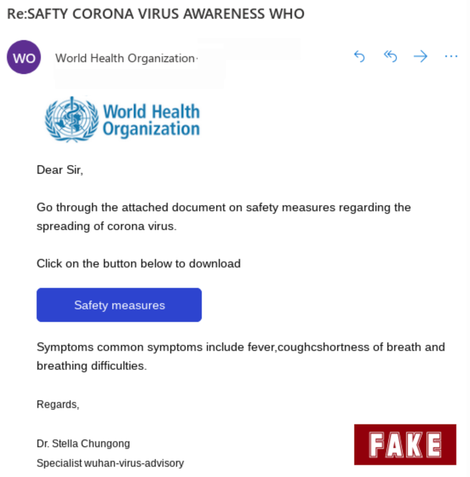 Re:SAFTY CORONA VIRUS AWARENESS WHO
WO
World Health Organization·
World Health
Organization
Dear Sir,
Go through the attached document on safety measures regarding the
spreading of corona virus.
Click on the button below to download
Safety measures
Symptoms common symptoms include fever,coughcshortness of breath and
breathing difficulties.
Regards,
Dr. Stella Chungong
Specialist wuhan-virus-advisory
FAKE